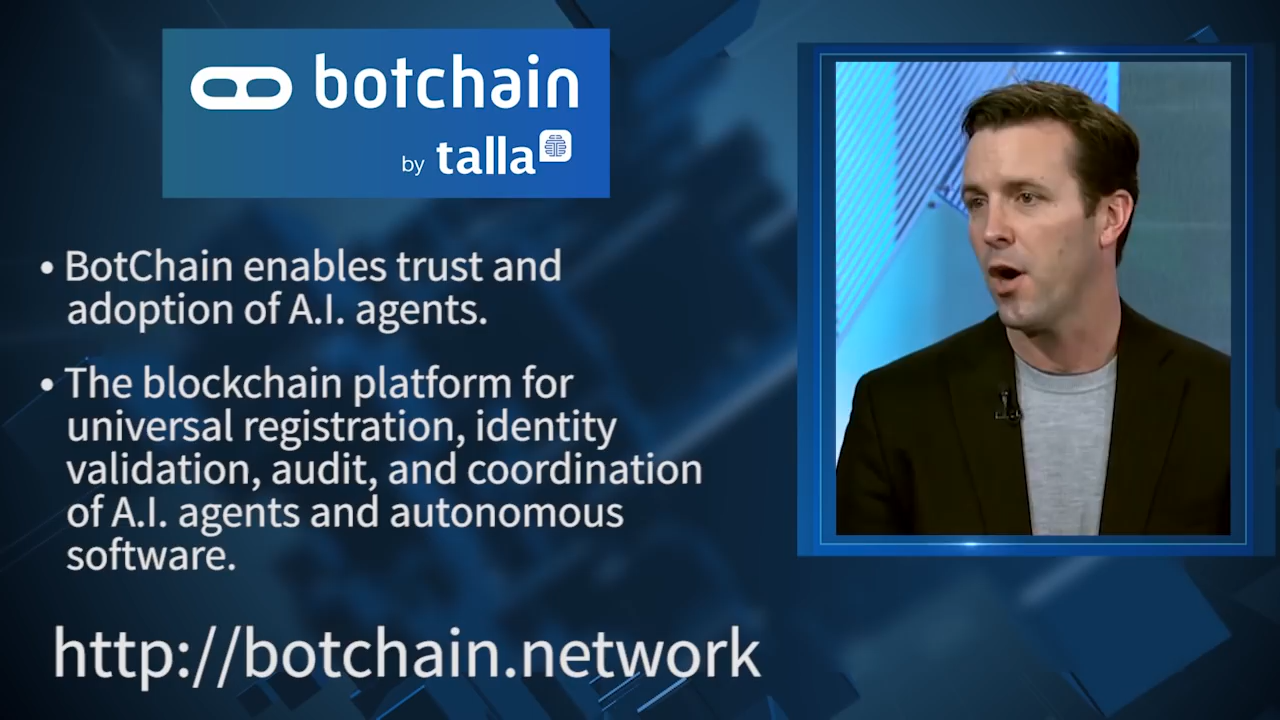 botchain
by talla
• BotChain enables trust and
adoption of A.I. agents.
• The blockchain platform for
universal registration, identity
validation, audit, and coordination
of A.I. agents and autonomous
software.
http://botchain.network